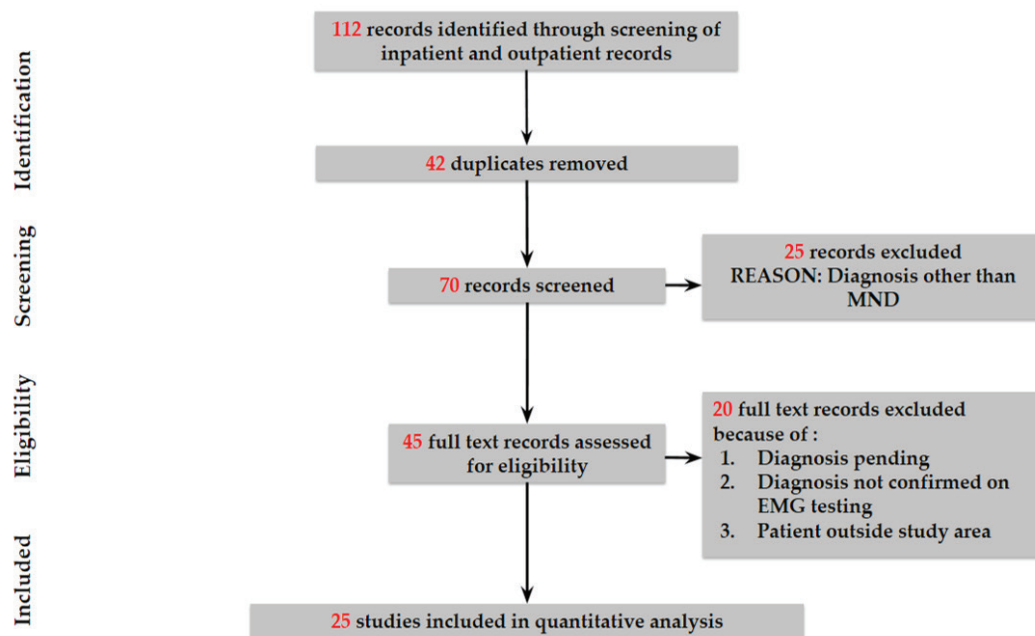 Identification
112 records identified through screening of
inpatient and outpatient records
42 duplicates removed
Screening
70 records screened
25 records excluded
REASON: Diagnosis other than
MND
Eligibility
45 full text records assessed
for eligibility
20 full text records excluded
because of :
1. Diagnosis pending
2. Diagnosis not confirmed on
EMG testing
3. Patient outside study area
Included
25 studies included in quantitative analysis